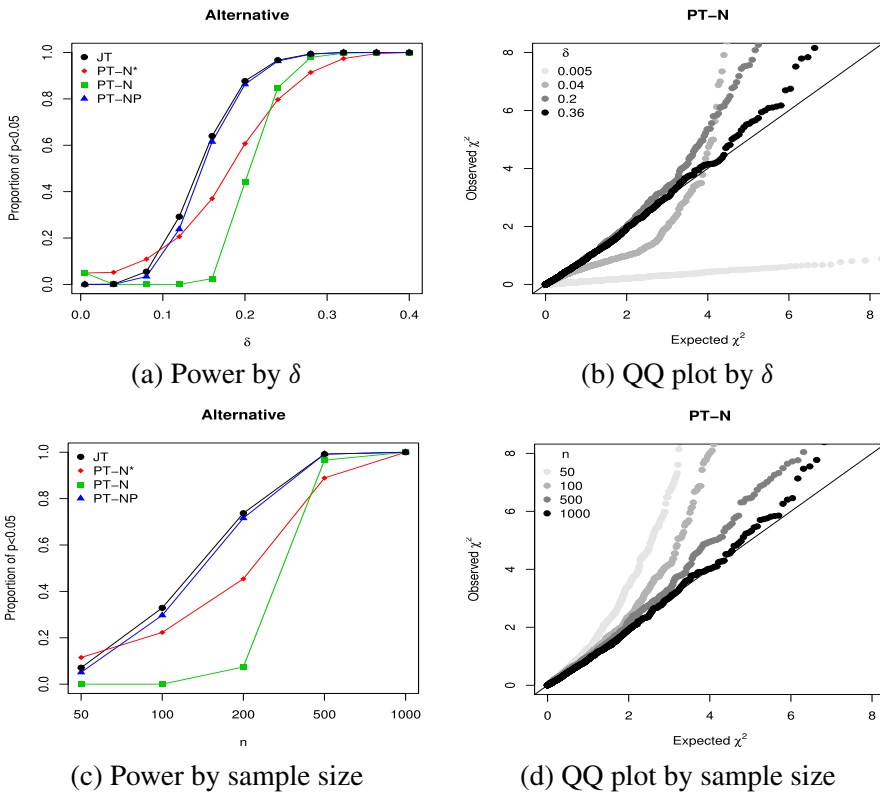 Alternative
Proportion of p<0.05
0.0 0.2 0.4 0.6 0.8 1.0
JT
PT−N*
PT−N
PT−NP
0.0 0.1 0.2 0.3 0.4
δ
(a) Power by δ
PT−N
Observed χ²
0 2 4 6 8
δ
0.005
0.04
0.2
0.36
0 2 4 6 8
Expected χ²
(b) QQ plot by δ
Alternative
Proportion of p<0.05
0.0 0.2 0.4 0.6 0.8 1.0
JT
PT−N*
PT−N
PT−NP
50 100 200 500 1000
n
(c) Power by sample size
PT−N
Observed χ²
0 2 4 6 8
n
50
100
500
1000
0 2 4 6 8
Expected χ²
(d) QQ plot by sample size